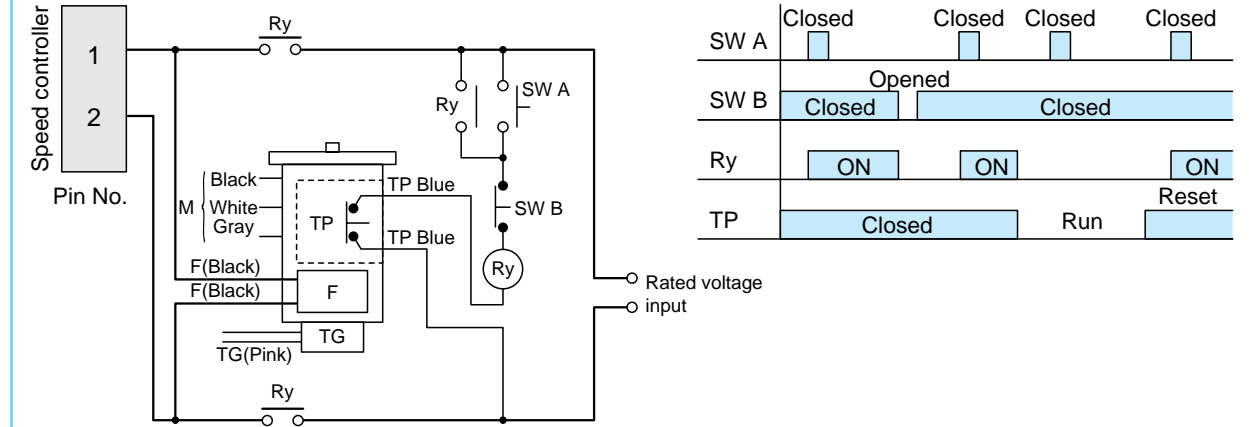 Speed controller
1
2
Pin No.
Ry
Ry
SW A
Black
White
Gray
M
TP
TP Blue
TP Blue
SW B
Ry
F(Black)
F(Black)
F
TG
TG(Pink)
Ry
Rated voltage
input
Closed Closed Closed Closed
SW A
Opened
SW B Closed Closed
Ry ON ON ON
Reset
TP Closed Run